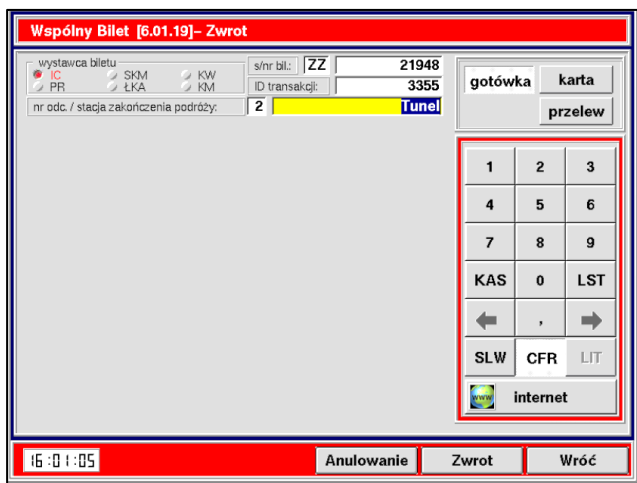 Wspólny Bilet [6.01.19]– Zwrot
wystawca biletu
IC SKM KW
PR ŁKA KM
s/nr bil.: ZZ 21948
ID transakcji: 3355
nr odc. / stacja zakończenia podróży: 2 Tunel
gotówka karta
przelew
1 2 3
4 5 6
7 8 9
KAS 0 LST
,
SLW CFR LIT
www internet
16:01:05 Anulowanie Zwrot Wróć